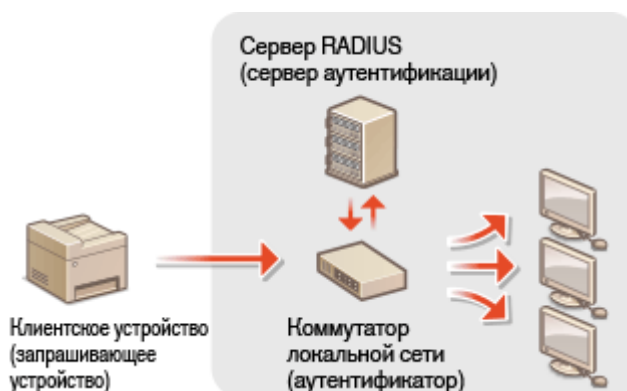 Сервер RADIUS
(сервер аутентификации)
Клиентское устройство
(запрашивающее
устройство)
Коммутатор
локальной сети
(аутентификатор)